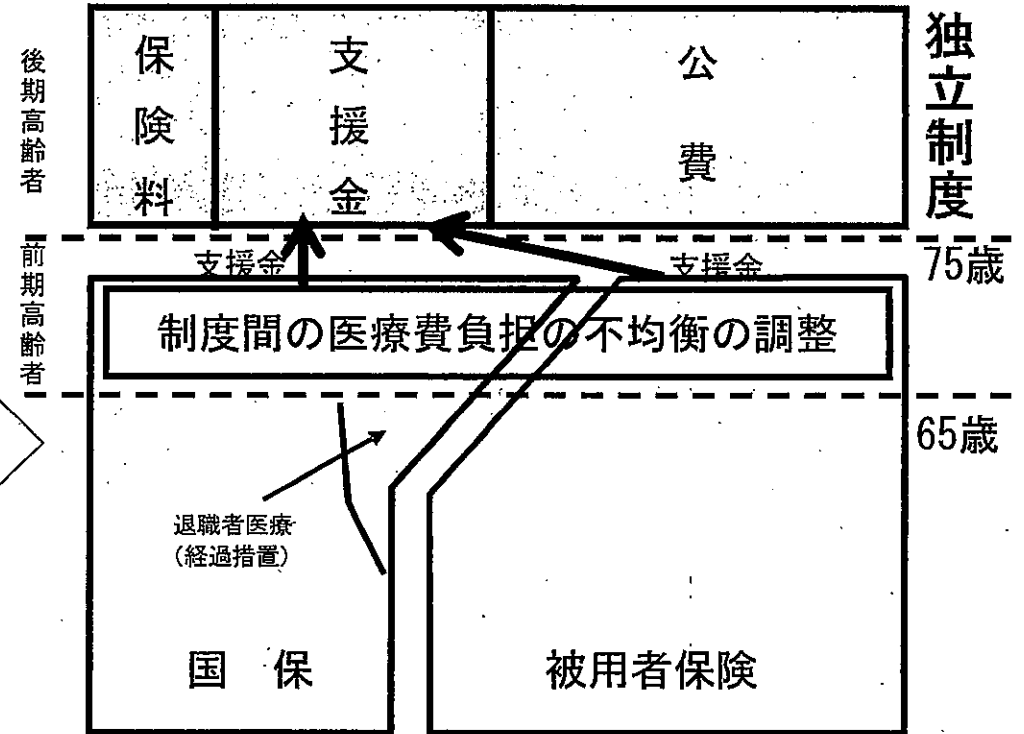 後期高齢者
保険料
支援金
公費
独立制度
前期高齢者
支援金
支援金
75歳
制度間の医療費負担の不均衡の調整
65歳
退職者医療
（経過措置）
国保
被用者保険